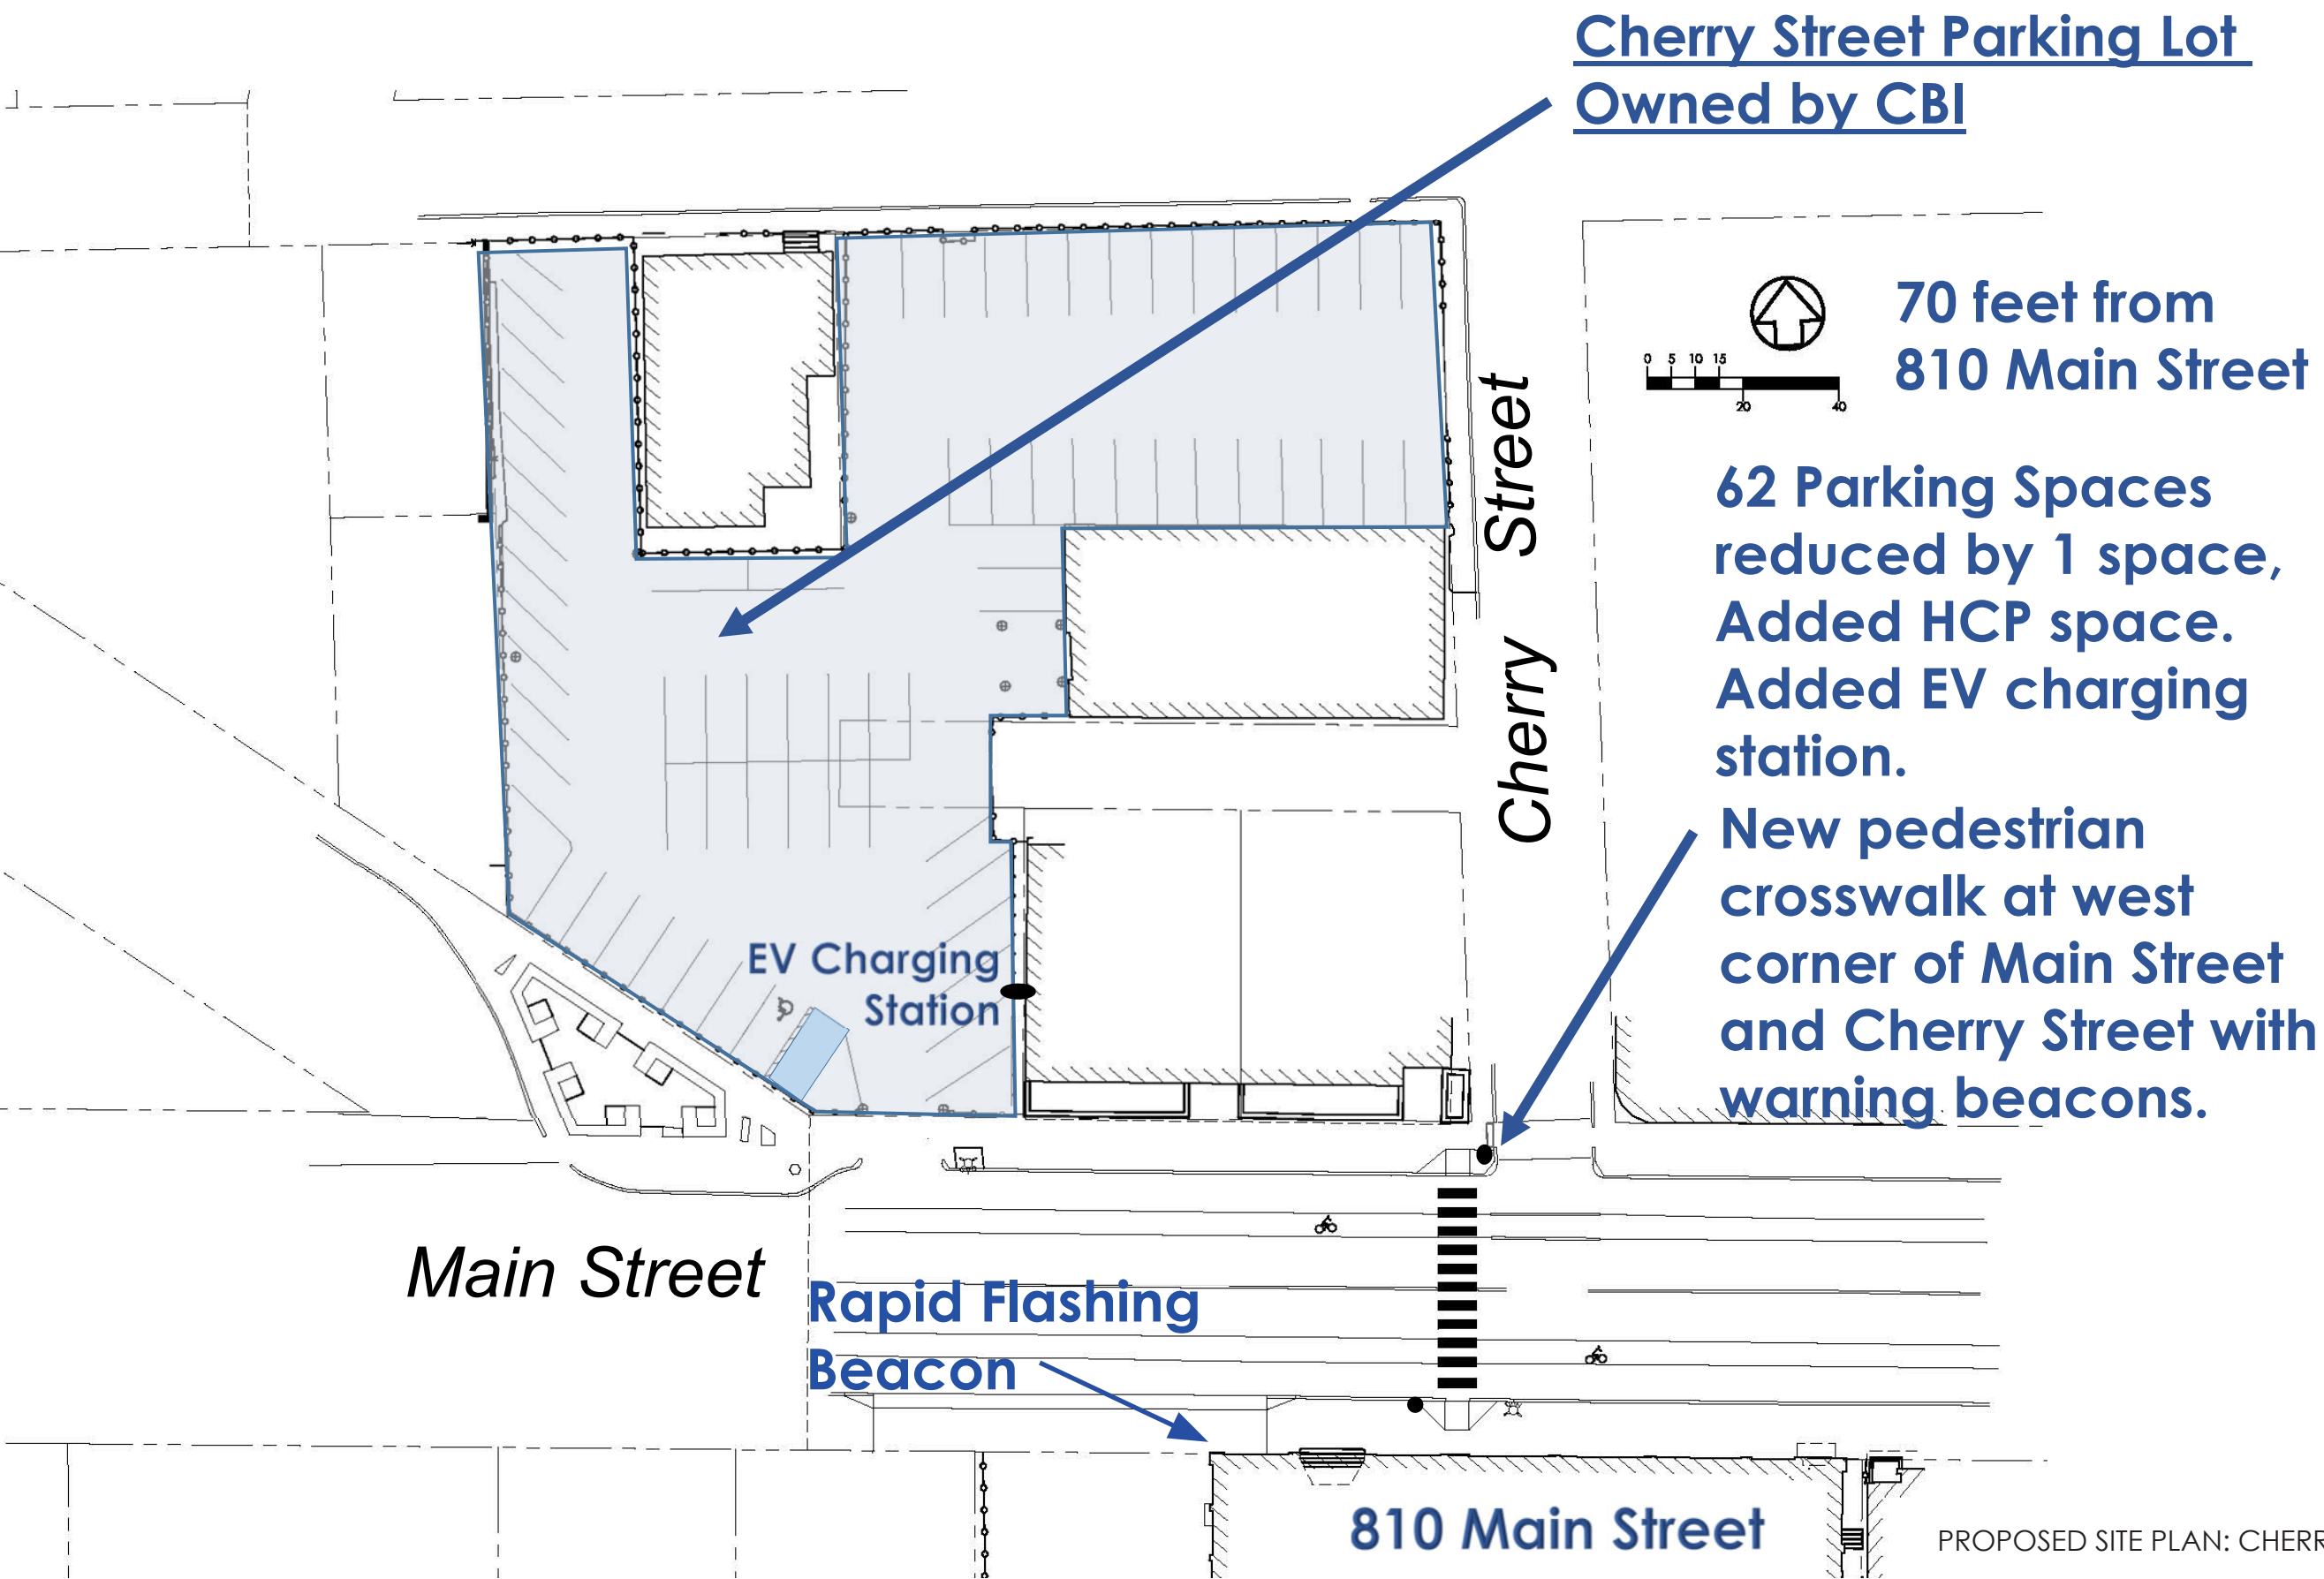 Cherry Street Parking Lot
Owned by CBI
70 feet from
810 Main Street
0 5 10 15
20 40
62 Parking Spaces
reduced by 1 space,
Added HCP space.
Added EV charging
station.
Cherry Street
New pedestrian
crosswalk at west
corner of Main Street
and Cherry Street with
warning beacons.
EV Charging
Station
Main Street
Rapid Flashing
Beacon
810 Main Street
PROPOSED SITE PLAN: CHERR